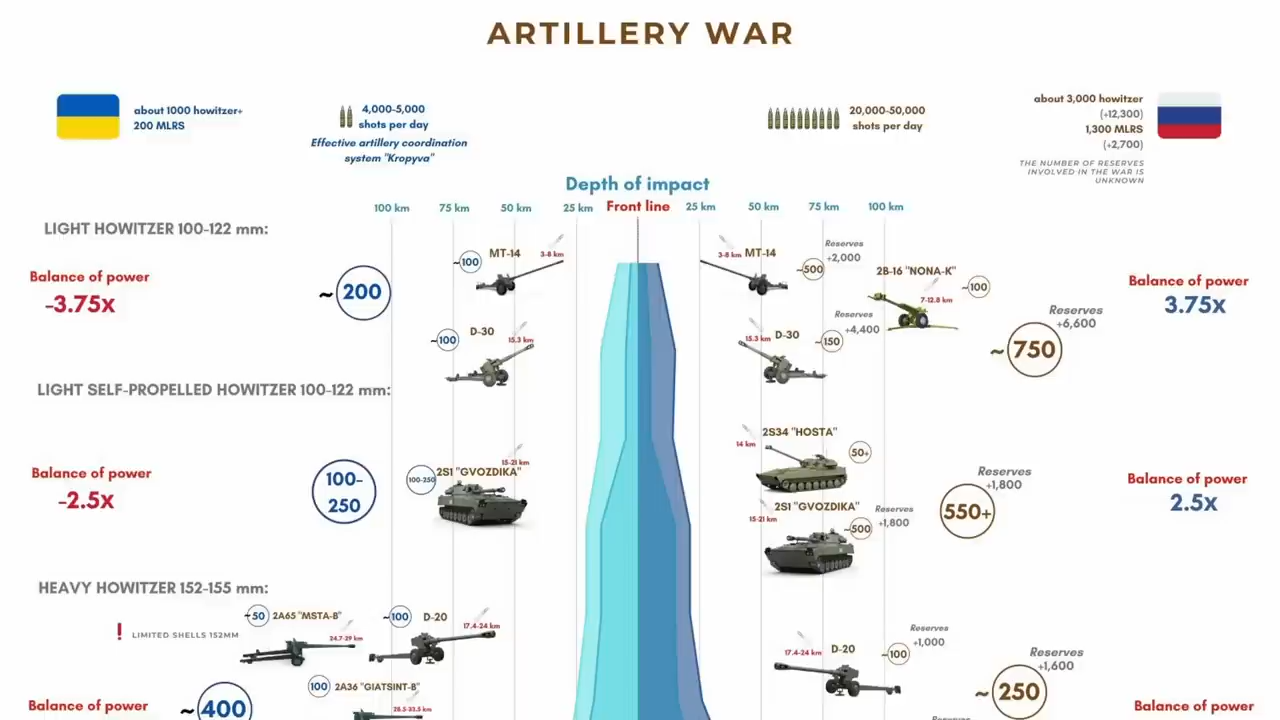 ARTILLERY WAR
about 1000 howitzer+
200 MLRS
4,000-5,000
shots per day
Effective artillery coordination
system "Kropyva"
20,000-50,000
shots per day
about 3,000 howitzer
(+12,300)
1,300 MLRS
(+2,700)
THE NUMBER OF RESERVES
INVOLVED IN THE WAR IS
UNKNOWN
Depth of impact
100 km 75 km 50 km 25 km Front line 25 km 50 km 75 km 100 km
LIGHT HOWITZER 100-122 mm:
Balance of power
-3.75x
~200
~100
MT-14
3-8 km
~100
D-30
15.3 km
3-8 km
MT-14
~500
Reserves
+2,000
2B-16 "NONA-K"
~100
7-12.8 km
15.3 km
D-30
~150
Reserves
+4,400
Reserves
+6,600
~750
Balance of power
3.75x
LIGHT SELF-PROPELLED HOWITZER 100-122 mm:
Balance of power
-2.5x
100-
250
100-250
2S1 "GVOZDIKA"
15-21 km
14 km
2S34 "HOSTA"
50+
15-21 km
2S1 "GVOZDIKA"
~500
Reserves
+1,800
Reserves
+1,800
550+
Balance of power
2.5x
HEAVY HOWITZER 152-155 mm:
! LIMITED SHELLS 152MM
~50
2A65 "MSTA-B"
24.7-29 km
~100
D-20
17.4-24 km
100
2A36 "GIATSINT-B"
28.5-33.5 km
Balance of power
~400
17.4-24 km
D-20
~100
Reserves
+1,000
Reserves
+1,600
~250
Reserves
Balance of power